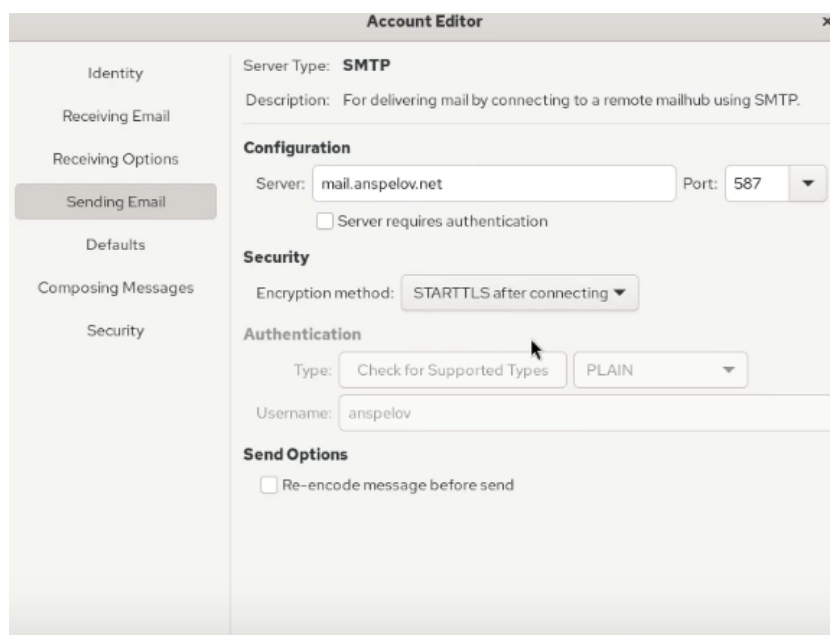 Account Editor
Identity
Receiving Email
Receiving Options
Sending Email
Defaults
Composing Messages
Security
Server Type: SMTP
Description: For delivering mail by connecting to a remote mailhub using SMTP.
Configuration
Server: mail.anspelov.net Port: 587
Server requires authentication
Security
Encryption method: STARTTLS after connecting
Authentication
Type: Check for Supported Types PLAIN
Username: anspelov
Send Options
Re-encode message before send